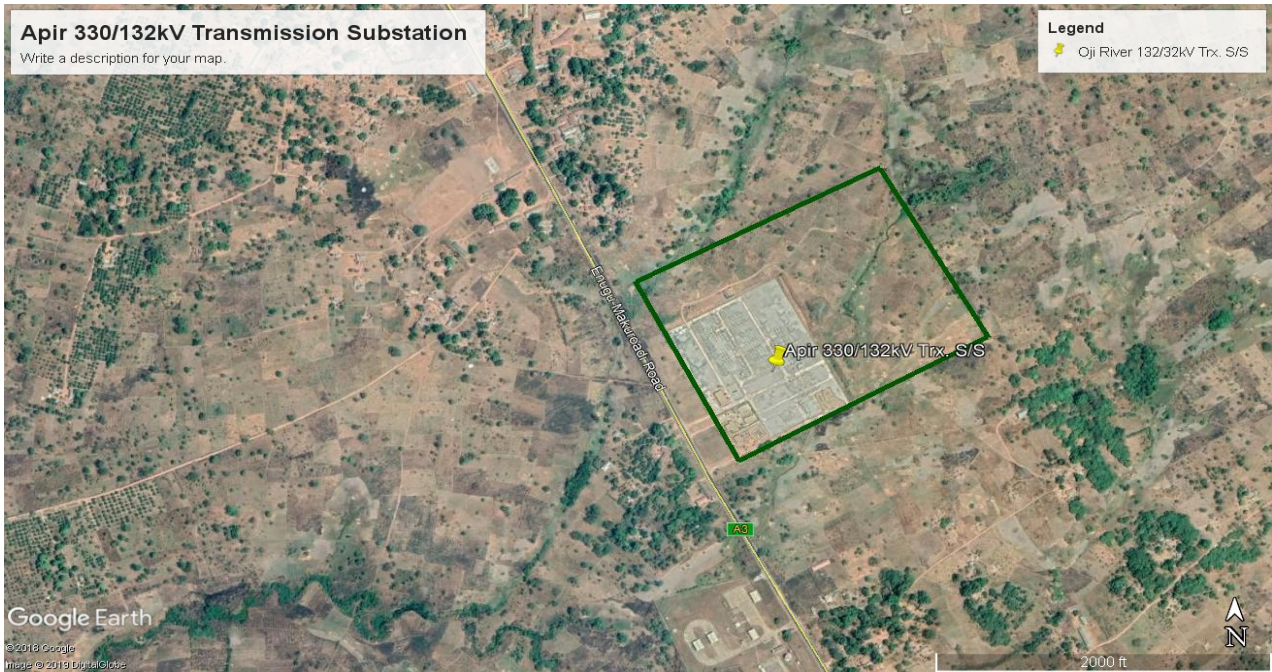 Apir 330/132kV Transmission Substation
Write a description for your map.
Legend
Oji River 132/32kV Trx. S/S
Enugu-Makuroadi-Road
Apir 330/132kV Trx. S/S
A3
Google Earth
©2018 Google
Image © 2019 DigitalGlobe
N
2000 ft